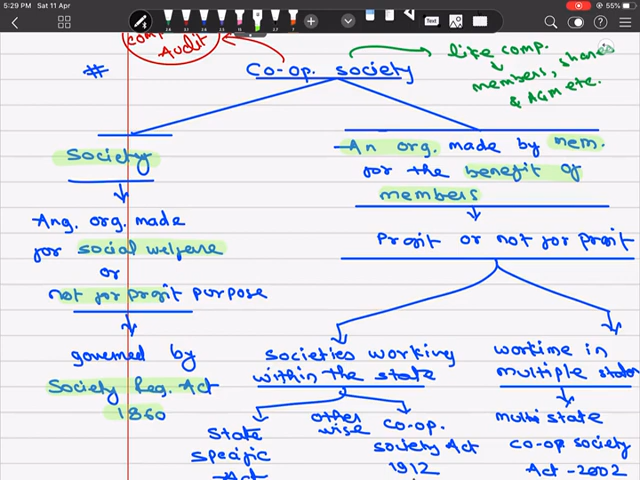 5:29 PM Sat 11 Apr
55%
Text
Audit
# Co-op. society
like comp.
members, shares
& AGM etc.
Society
An org. made by mem.
for the benefit of
members
Any. org. made
for social welfare
or
not for profit purpose
Profit or not for profit
governed by
Society Reg. Act
1860
societies working
within the state
working in
multiple states
State
specific
Act
other
wise
co-op.
society Act
1912
multi state
co-op society
Act - 2002